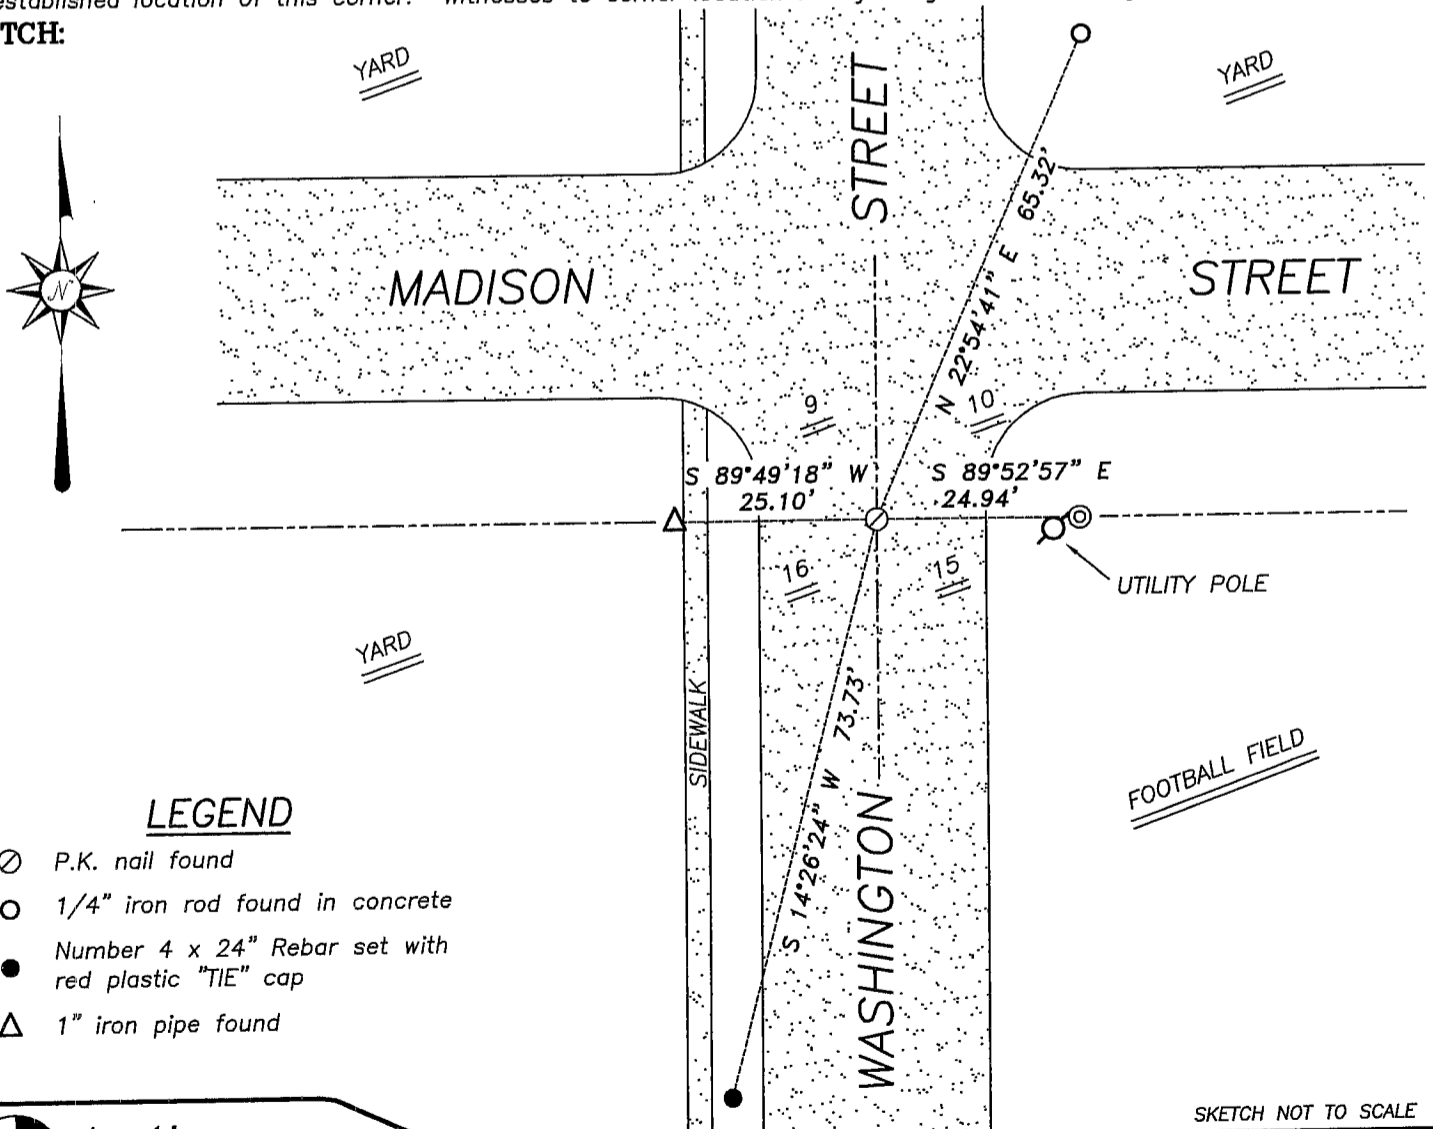 TCH:
YARD
YARD
STREET
N
MADISON
STREET
N 22°54'41" E 65.32'
9
10
S 89°49'18" W
25.10'
S 89°52'57" E
24.94'
16
15
UTILITY POLE
YARD
SIDEWALK
S 14°26'24" W 73.73'
WASHINGTON
FOOTBALL FIELD
LEGEND
P.K. nail found
1/4" iron rod found in concrete
Number 4 x 24" Rebar set with
red plastic "TIE" cap
1" iron pipe found
SKETCH NOT TO SCALE